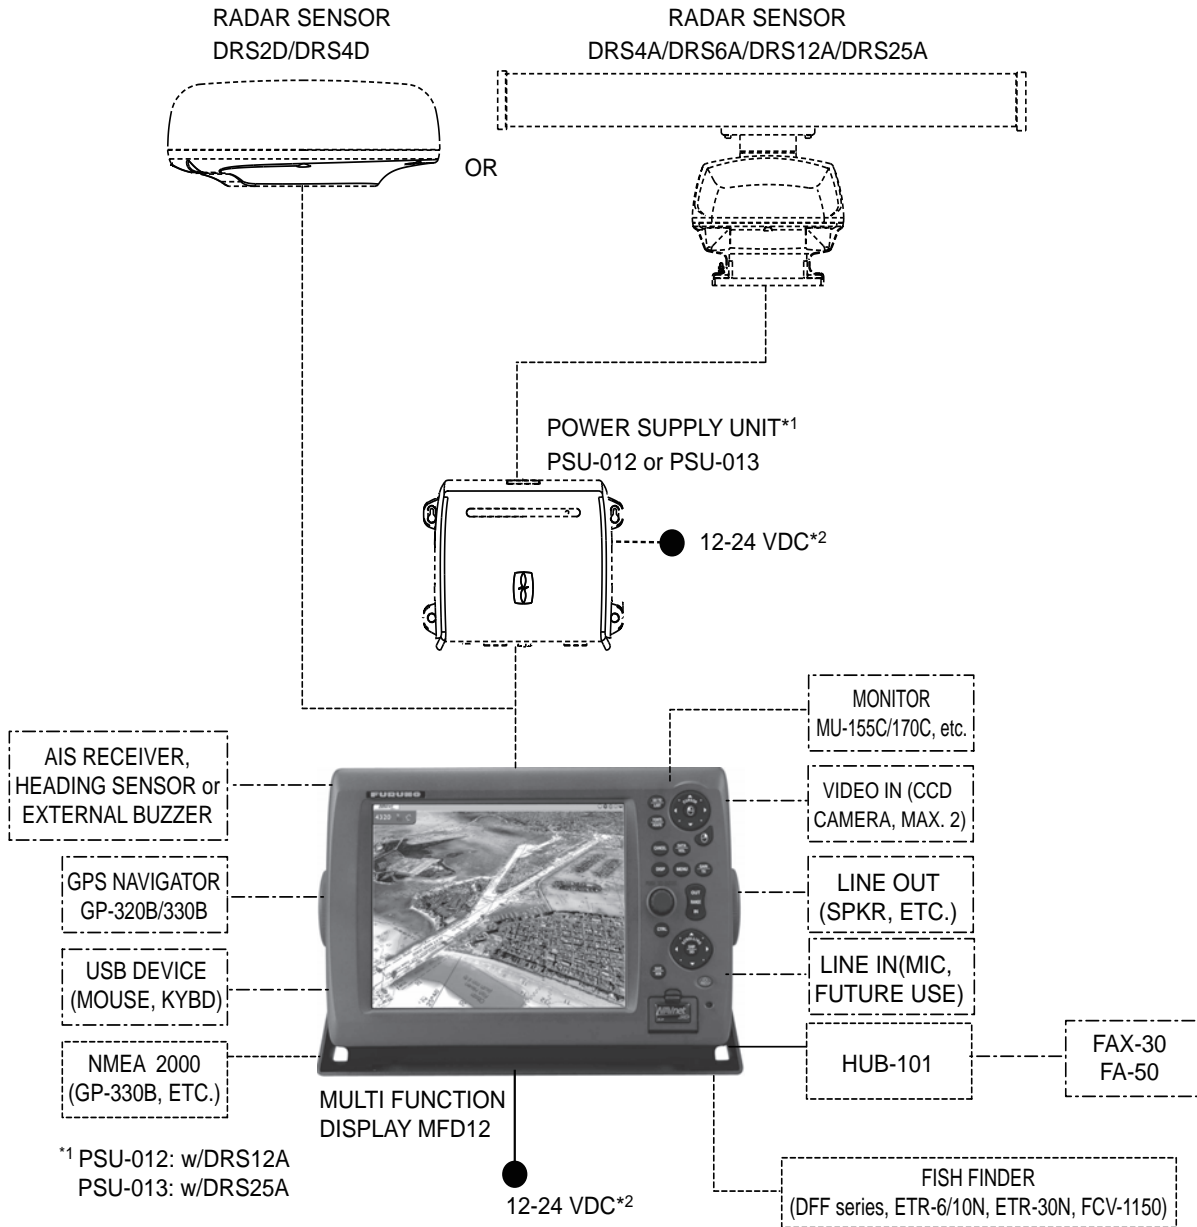 RADAR SENSOR
DRS2D/DRS4D
RADAR SENSOR
DRS4A/DRS6A/DRS12A/DRS25A
OR
POWER SUPPLY UNIT*1
PSU-012 or PSU-013
12-24 VDC*2
MONITOR
MU-155C/170C, etc.
AIS RECEIVER,
HEADING SENSOR or
EXTERNAL BUZZER
VIDEO IN (CCD
CAMERA, MAX. 2)
FURUNO
GPS NAVIGATOR
GP-320B/330B
LINE OUT
(SPKR, ETC.)
USB DEVICE
(MOUSE, KYBD)
LINE IN(MIC,
FUTURE USE)
NMEA 2000
(GP-330B, ETC.)
HUB-101
FAX-30
FA-50
MULTI FUNCTION
DISPLAY MFD12
*1 PSU-012: w/DRS12A
PSU-013: w/DRS25A
12-24 VDC*2
FISH FINDER
(DFF series, ETR-6/10N, ETR-30N, FCV-1150)